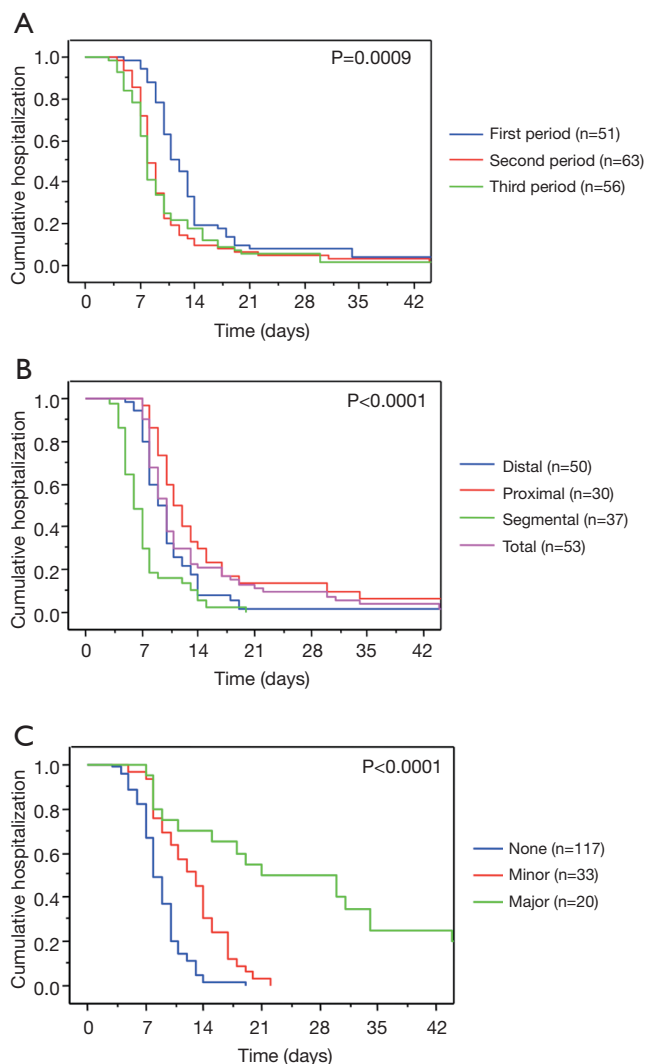 A
P=0.0009
Cumulative hospitalization
1.0
0.8
0.6
0.4
0.2
0.0
First period (n=51)
Second period (n=63)
Third period (n=56)
0 7 14 21 28 35 42
Time (days)
B
P<0.0001
Cumulative hospitalization
1.0
0.8
0.6
0.4
0.2
0.0
Distal (n=50)
Proximal (n=30)
Segmental (n=37)
Total (n=53)
0 7 14 21 28 35 42
Time (days)
C
P<0.0001
Cumulative hospitalization
1.0
0.8
0.6
0.4
0.2
0.0
None (n=117)
Minor (n=33)
Major (n=20)
0 7 14 21 28 35 42
Time (days)